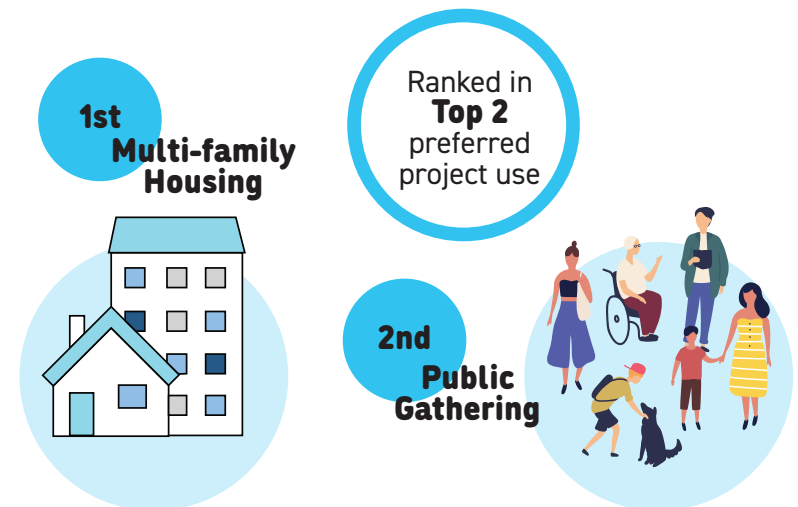 Ranked in
Top 2
preferred
project use
1st
Multi-family
Housing
2nd
Public
Gathering